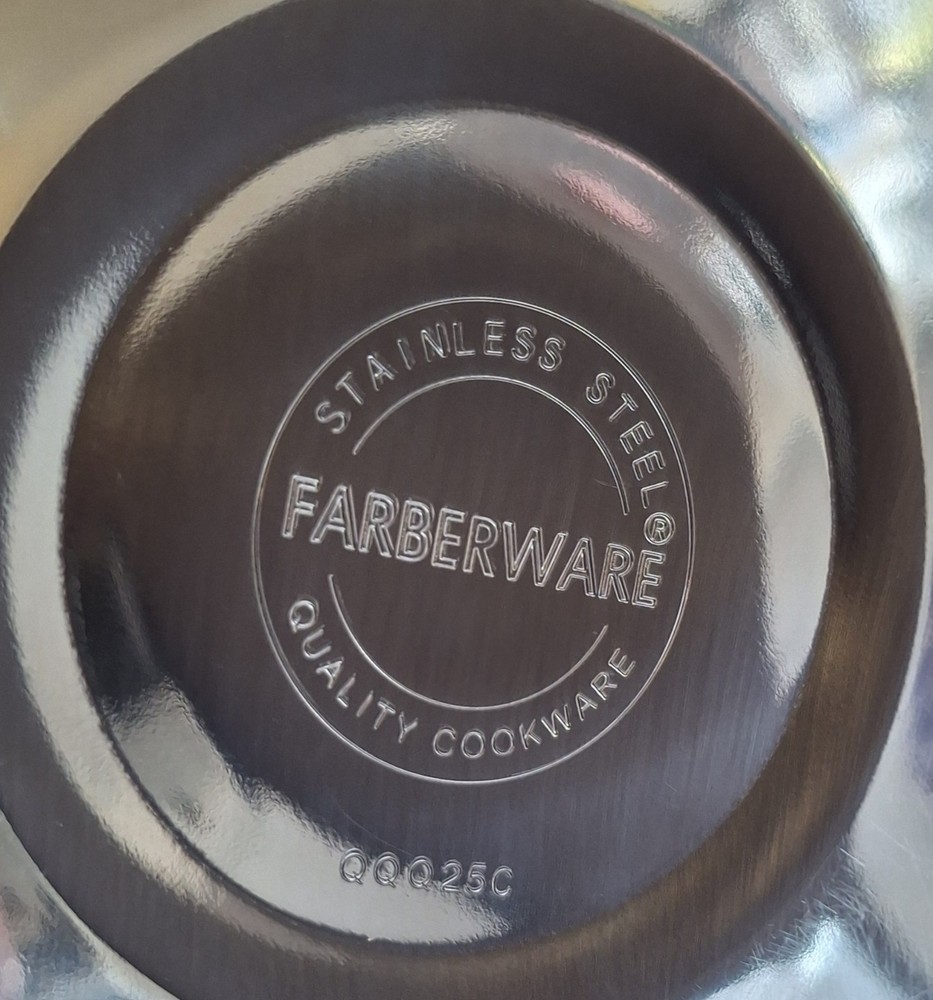 STAINLESS STEEL
FARBERWARE®
QUALITY COOKWARE
QQQ25C